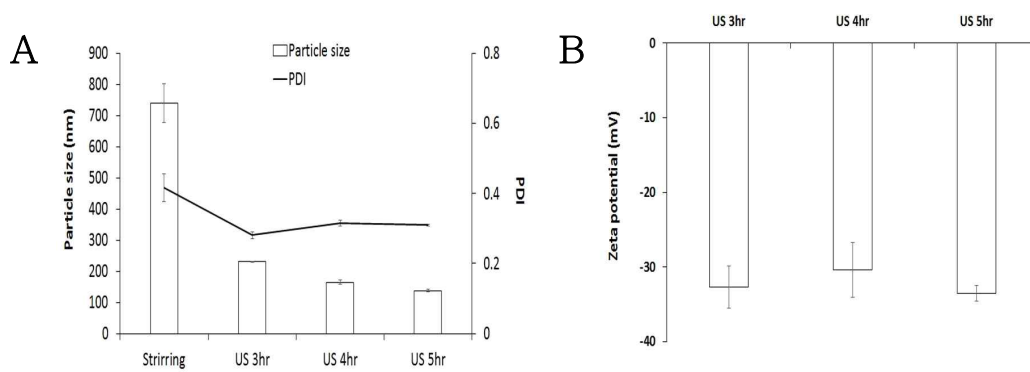 A
Particle size
PDI
900
800
700
600
500
400
300
200
100
0
Particle size (nm)
0.8
0.6
0.4
0.2
0
PDI
Strirring
US 3hr
US 4hr
US 5hr
B
US 3hr
US 4hr
US 5hr
0
-10
-20
-30
-40
Zeta potential (mV)